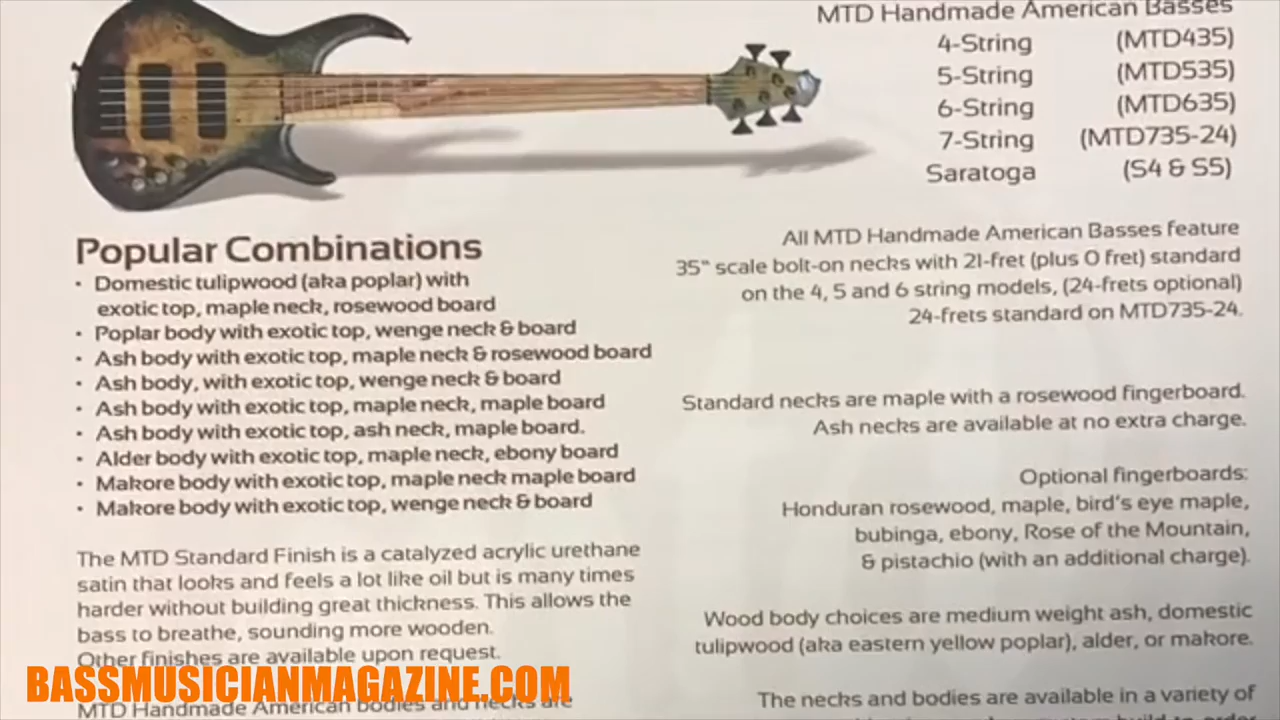 MTD Handmade American Basses
4-String (MTD435)
5-String (MTD535)
6-String (MTD635)
7-String (MTD735-24)
Saratoga (S4 & S5)
Popular Combinations
• Domestic tulipwood (aka poplar) with
exotic top, maple neck, rosewood board
• Poplar body with exotic top, wenge neck & board
• Ash body with exotic top, maple neck & rosewood board
• Ash body, with exotic top, wenge neck & board
• Ash body with exotic top, maple neck, maple board
• Ash body with exotic top, ash neck, maple board.
• Alder body with exotic top, maple neck, ebony board
• Makore body with exotic top, maple neck maple board
• Makore body with exotic top, wenge neck & board
The MTD Standard Finish is a catalyzed acrylic urethane
satin that looks and feels a lot like oil but is many times
harder without building great thickness. This allows the
bass to breathe, sounding more wooden.
Other finishes are available upon request.
MTD Handmade American bodies and necks are
All MTD Handmade American Basses feature
35" scale bolt-on necks with 21-fret (plus 0 fret) standard
on the 4, 5 and 6 string models, (24-frets optional)
24-frets standard on MTD735-24.
Standard necks are maple with a rosewood fingerboard.
Ash necks are available at no extra charge.
Optional fingerboards:
Honduran rosewood, maple, bird's eye maple,
bubinga, ebony, Rose of the Mountain,
& pistachio (with an additional charge).
Wood body choices are medium weight ash, domestic
tulipwood (aka eastern yellow poplar), alder, or makore.
The necks and bodies are available in a variety of
BASSMUSICIANMAGAZINE.COM